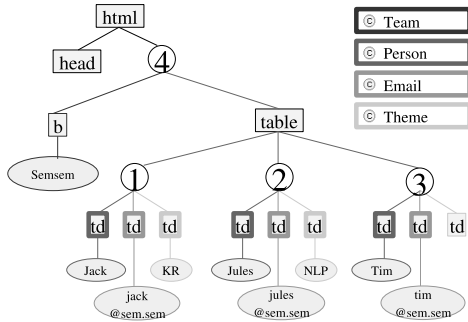 html
head
4
© Team
© Person
© Email
© Theme
b
table
Semsem
1
2
3
td td td
td td td
td td td
Jack
KR
Jules
NLP
Tim
jack
@sem.sem
jules
@sem.sem
tim
@sem.sem